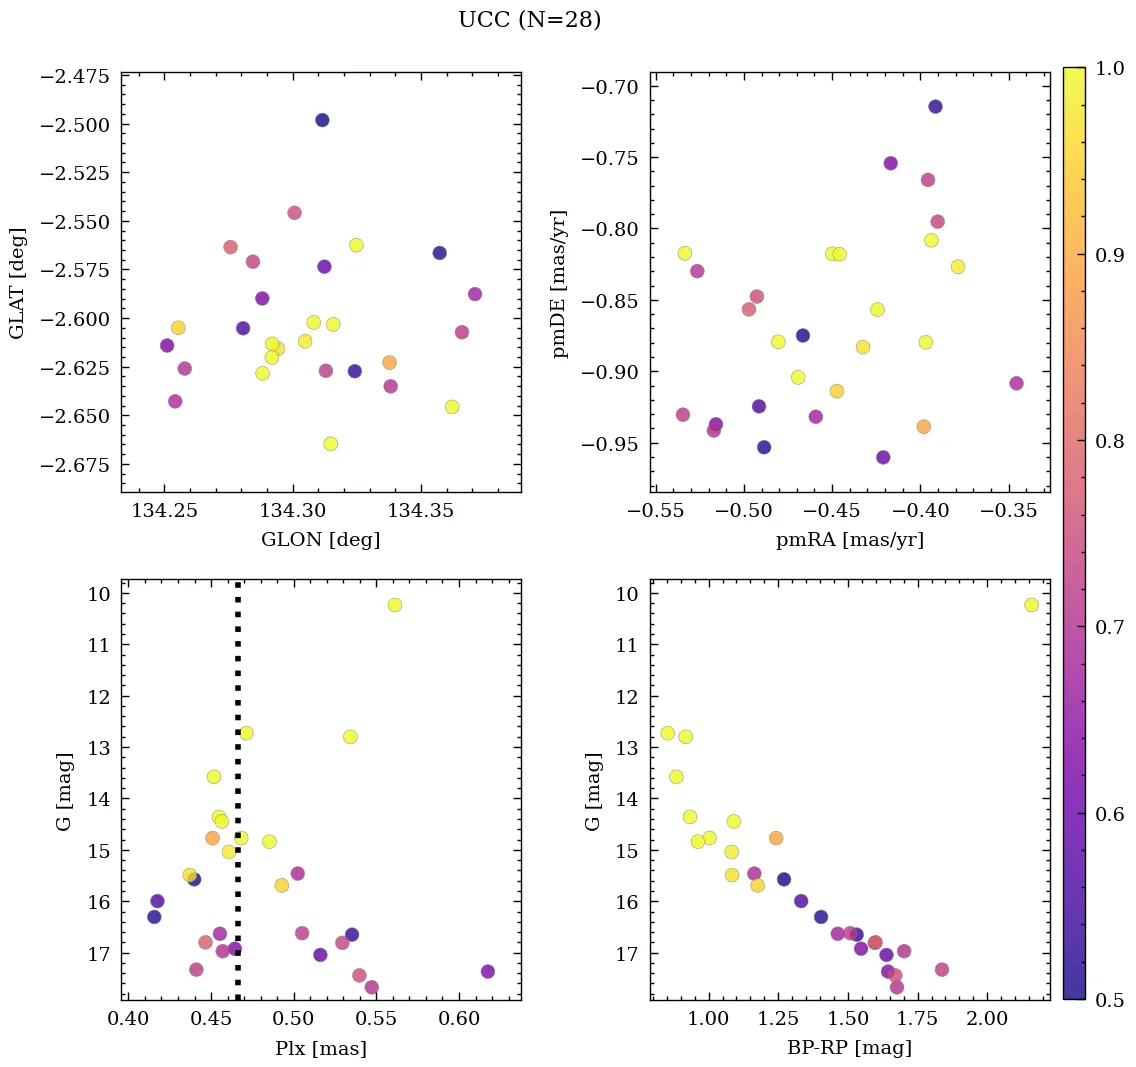 UCC (N=28)
−2.475
−2.500
−2.525
−2.550
−2.575
−2.600
−2.625
−2.650
−2.675
GLAT [deg]
134.25 134.30 134.35
GLON [deg]
−0.70
−0.75
−0.80
−0.85
−0.90
−0.95
pmDE [mas/yr]
−0.55 −0.50 −0.45 −0.40 −0.35
pmRA [mas/yr]
10
11
12
13
14
15
16
17
G [mag]
0.40 0.45 0.50 0.55 0.60
Plx [mas]
10
11
12
13
14
15
16
17
G [mag]
1.00 1.25 1.50 1.75 2.00
BP-RP [mag]
1.0
0.9
0.8
0.7
0.6
0.5